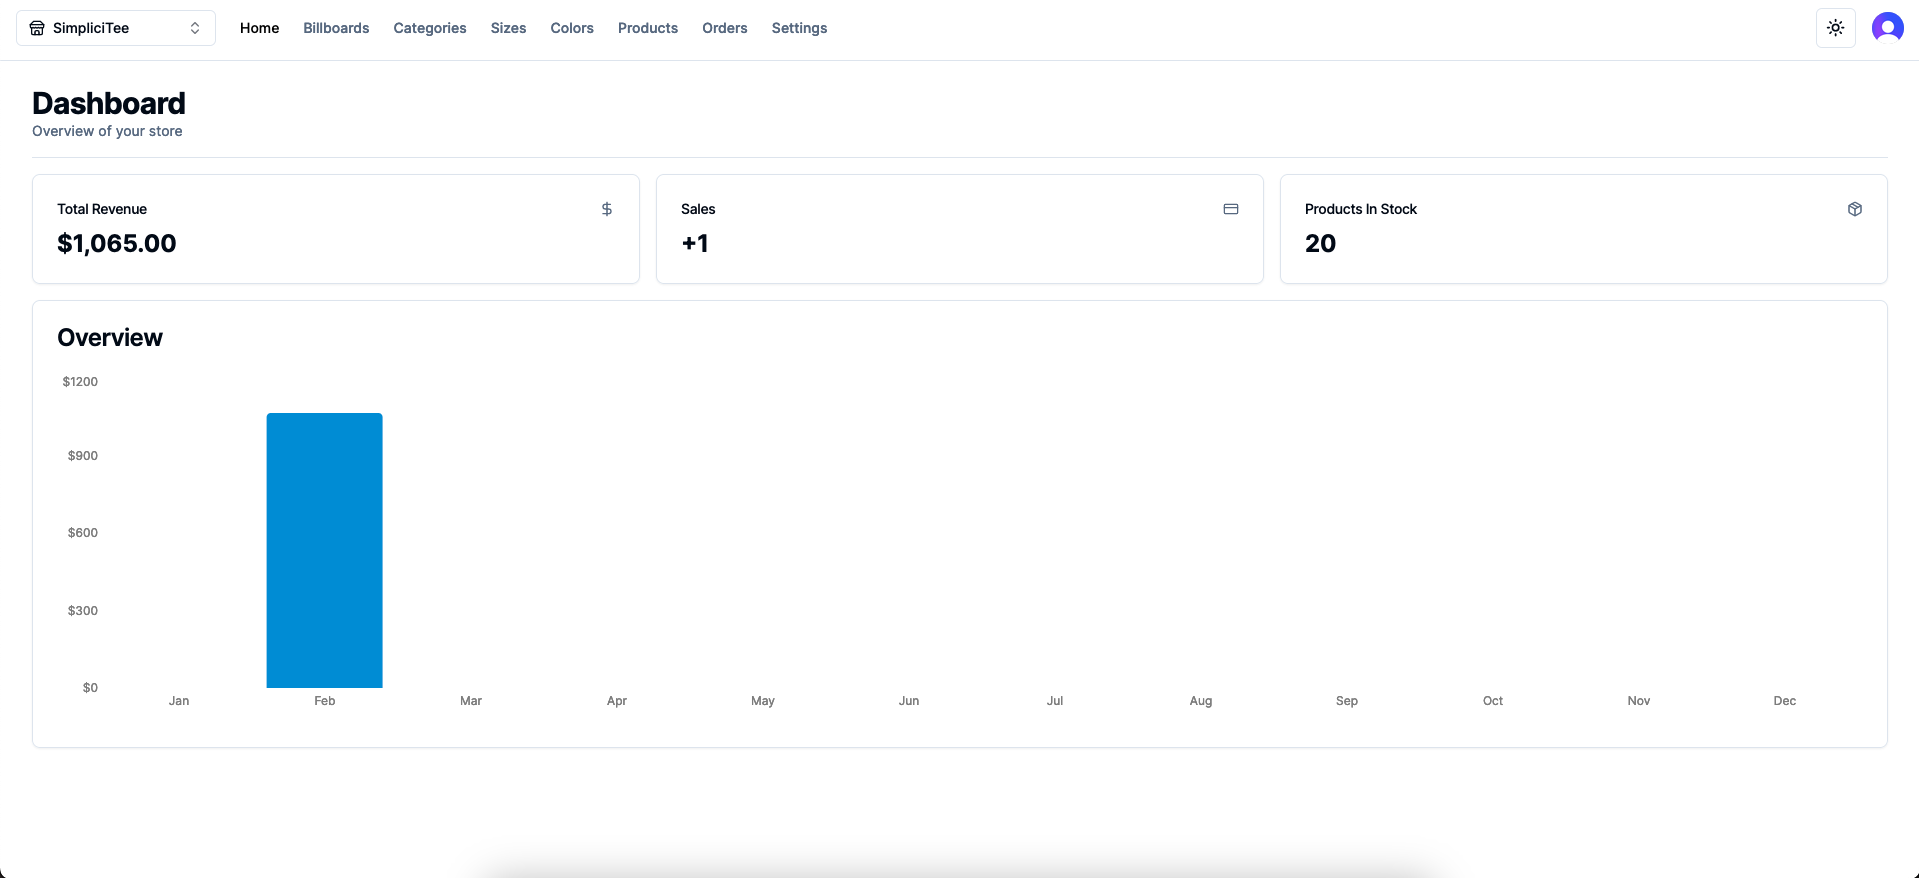 SimpliciTee Home Billboards Categories Sizes Colors Products Orders Settings
Dashboard
Overview of your store
Total Revenue
$1,065.00
Sales
+1
Products In Stock
20
Overview
$1200
$900
$600
$300
$0
Jan Feb Mar Apr May Jun Jul Aug Sep Oct Nov Dec